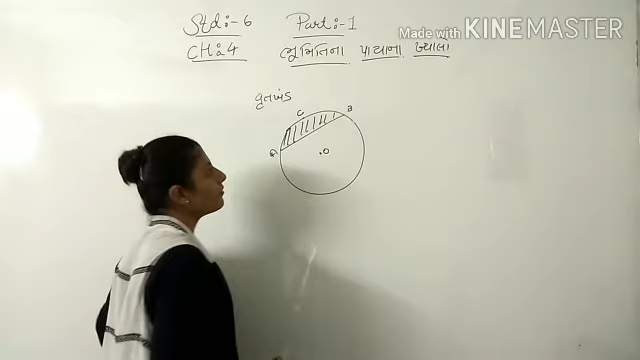 Std:-6 Part:-1
Made with KINEMASTER
CH:4 ભૂમિતિના પાયાના ખ્યાલો
વૃતખંડ
C
B
A
O